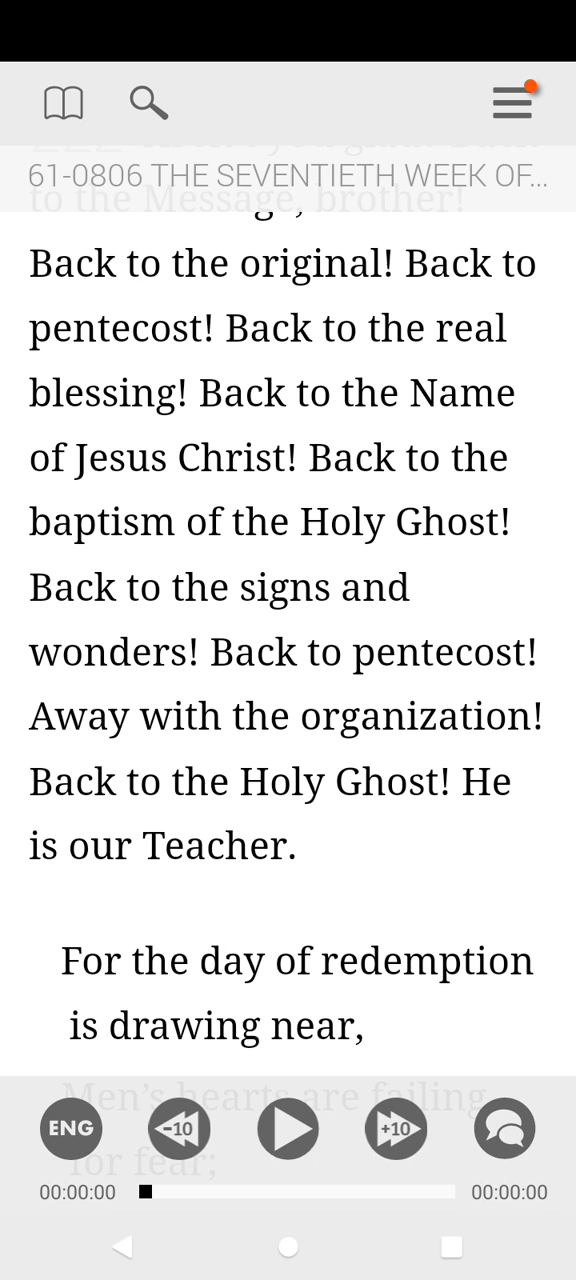 61-0806 THE SEVENTIETH WEEK OF...
to the Message, brother!
Back to the original! Back to
pentecost! Back to the real
blessing! Back to the Name
of Jesus Christ! Back to the
baptism of the Holy Ghost!
Back to the signs and
wonders! Back to pentecost!
Away with the organization!
Back to the Holy Ghost! He
is our Teacher.
For the day of redemption
is drawing near,
Men's hearts are failing
for fear;
ENG
-10
+10
00:00:00
00:00:00